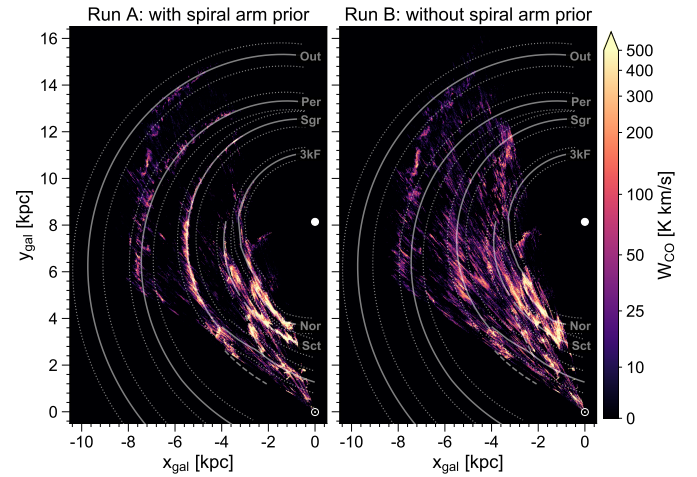 Run A: with spiral arm prior
Run B: without spiral arm prior
16
14
12
10
8
6
4
2
0
y_gal [kpc]
Out
Per
Sgr
3kF
Nor
Sct
-10 -8 -6 -4 -2 0
x_gal [kpc]
Out
Per
Sgr
3kF
Nor
Sct
-10 -8 -6 -4 -2 0
x_gal [kpc]
500
400
300
200
100
50
25
10
0
W_CO [K km/s]